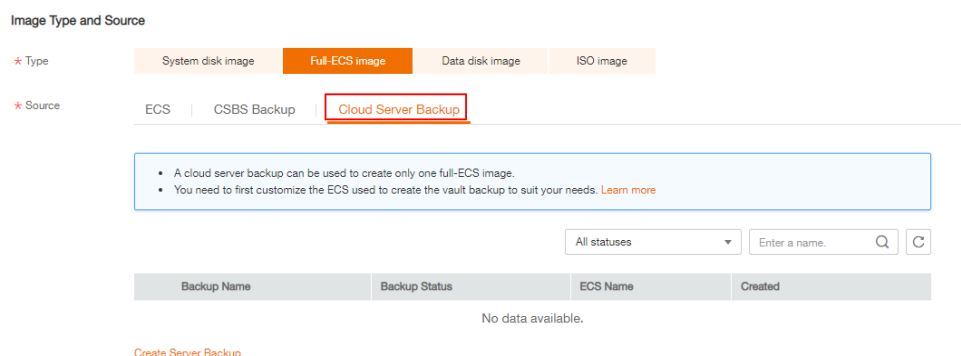 Image Type and Source
* Type
System disk image
Full-ECS image
Data disk image
ISO image
* Source
ECS
CSBS Backup
Cloud Server Backup
• A cloud server backup can be used to create only one full-ECS image.
• You need to first customize the ECS used to create the vault backup to suit your needs. Learn more
All statuses
Enter a name.
Backup Name
Backup Status
ECS Name
Created
No data available.
Create Server Backup